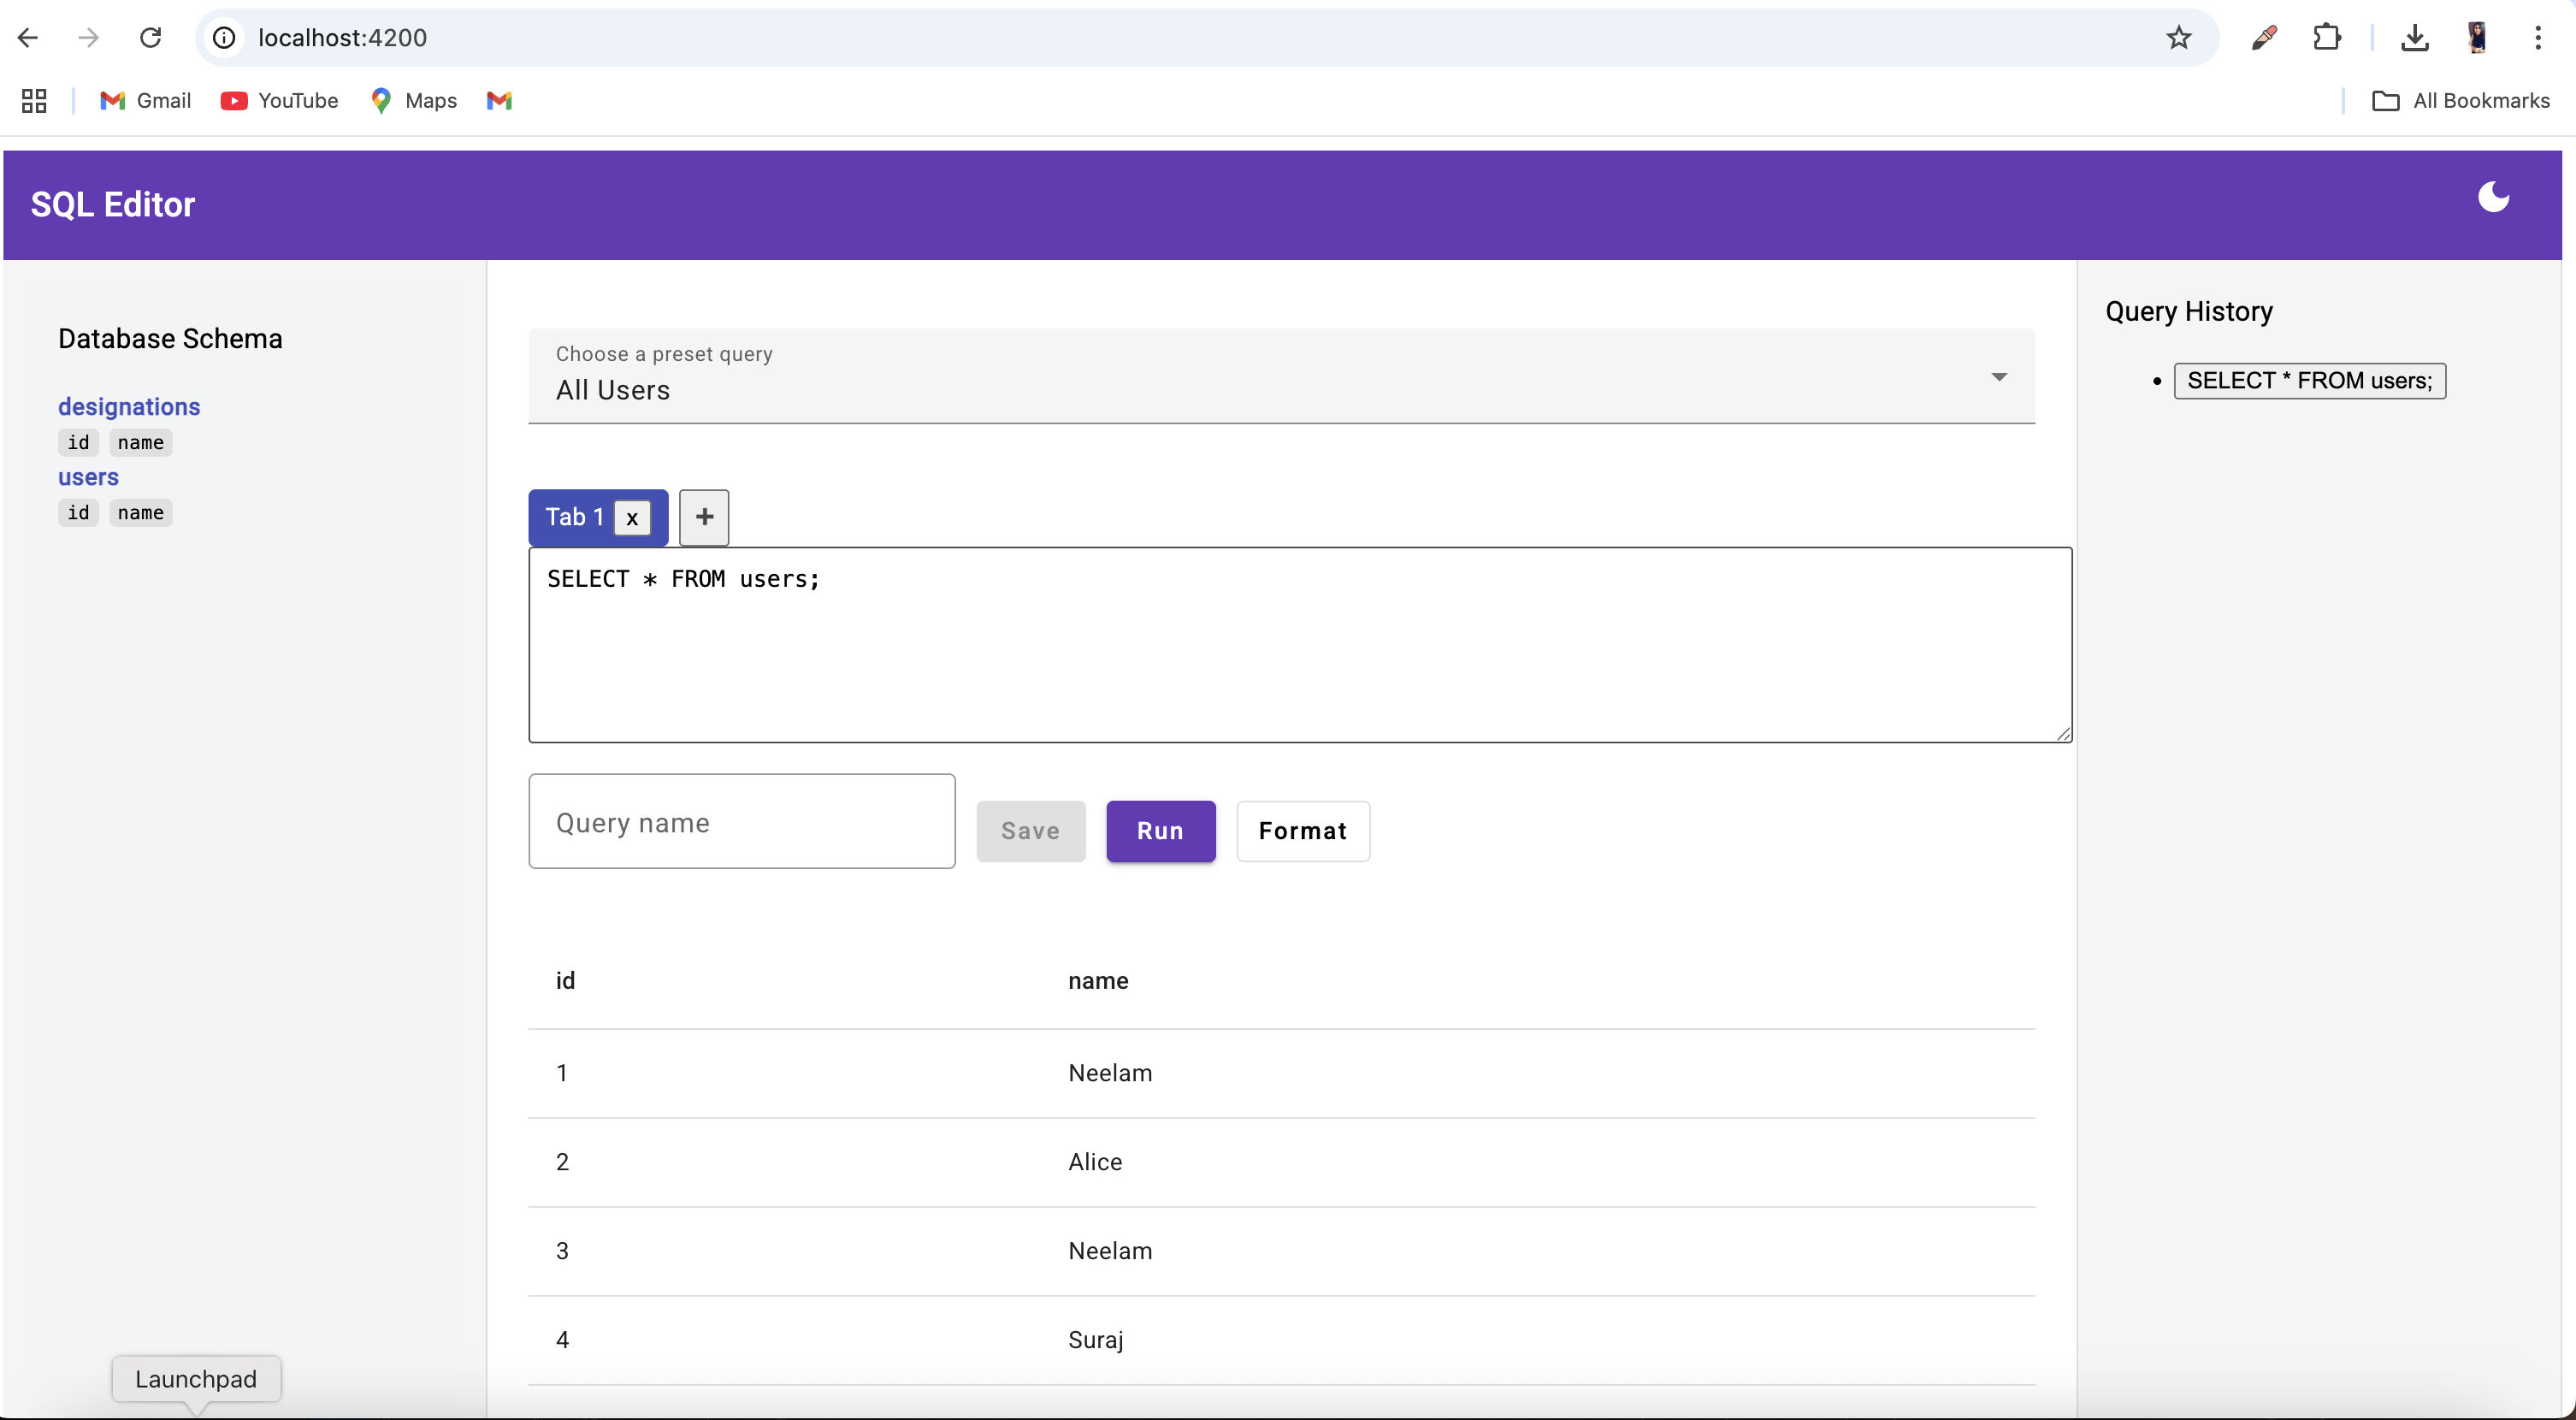 localhost:4200
Gmail YouTube Maps
All Bookmarks
SQL Editor
Database Schema
designations
id name
users
id name
Choose a preset query
All Users
Tab 1 x +
SELECT * FROM users;
Query name
Save Run Format
id name
1 Neelam
2 Alice
3 Neelam
4 Suraj
Query History
SELECT * FROM users;
Launchpad